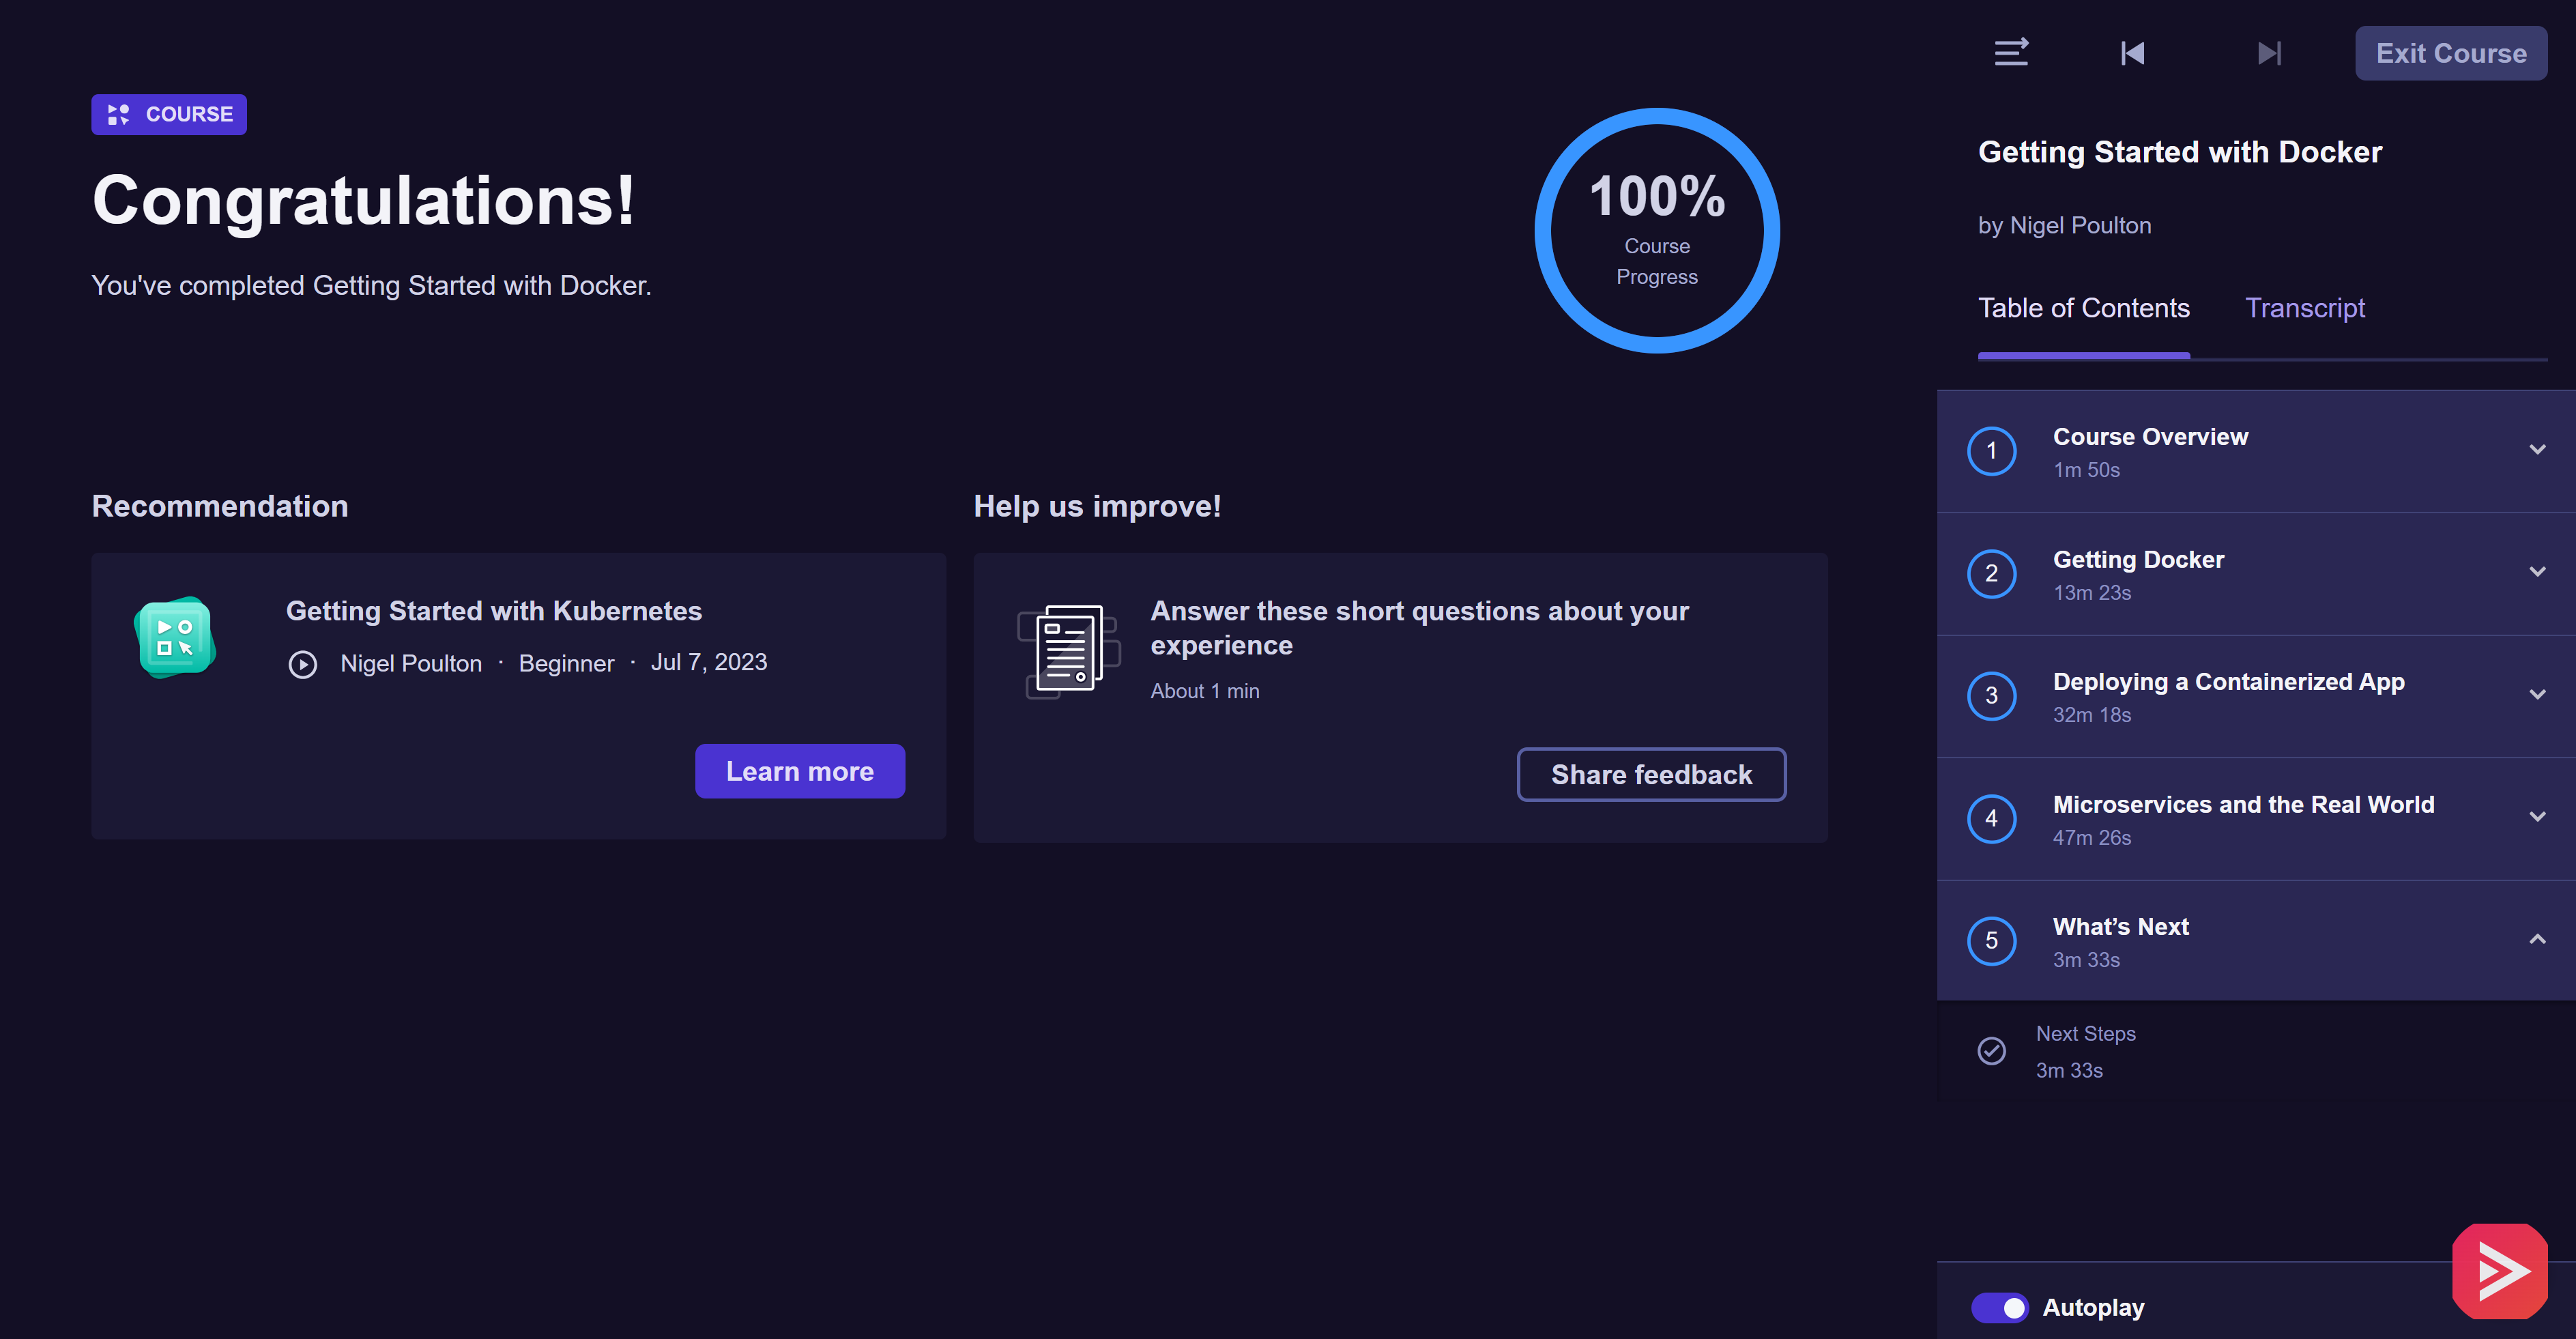 COURSE
Congratulations!
You've completed Getting Started with Docker.
100%
Course
Progress
Recommendation
Getting Started with Kubernetes
Nigel Poulton · Beginner · Jul 7, 2023
Learn more
Help us improve!
Answer these short questions about your
experience
About 1 min
Share feedback
Exit Course
Getting Started with Docker
by Nigel Poulton
Table of Contents
Transcript
1
Course Overview
1m 50s
2
Getting Docker
13m 23s
3
Deploying a Containerized App
32m 18s
4
Microservices and the Real World
47m 26s
5
What’s Next
3m 33s
Next Steps
3m 33s
Autoplay